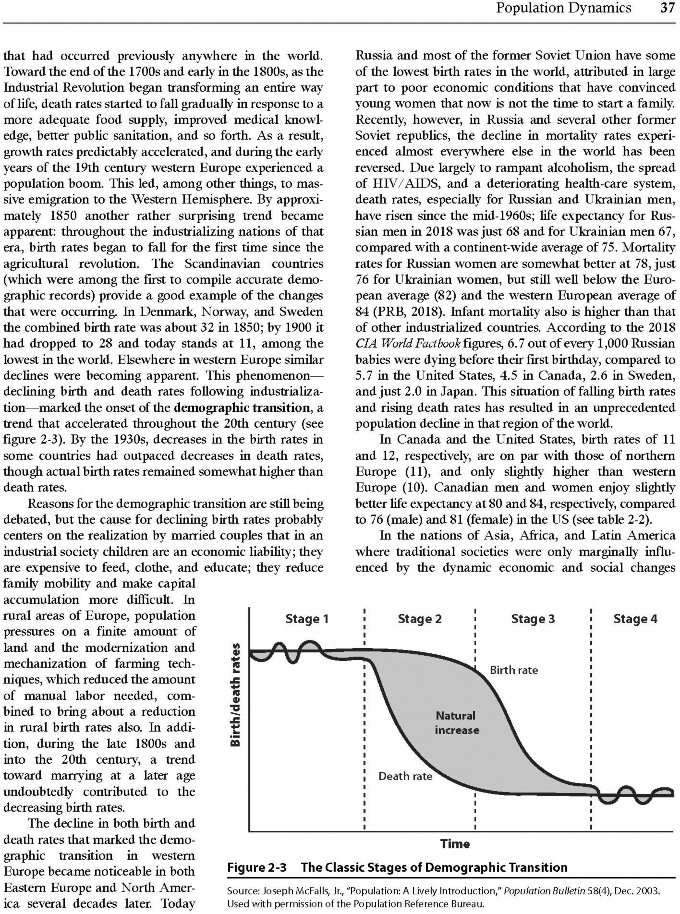 Population Dynamics 37
that had occurred previously anywhere in the world.
Toward the end of the 1700s and early in the 1800s, as the
Industrial Revolution began transforming an entire way
of life, death rates started to fall gradually in response to a
more adequate food supply, improved medical knowl-
edge, better public sanitation, and so forth. As a result,
growth rates predictably accelerated, and during the early
years of the 19th century western Europe experienced a
population boom. This led, among other things, to mas-
sive emigration to the Western Hemisphere. By approxi-
mately 1850 another rather surprising trend became
apparent: throughout the industrializing nations of that
era, birth rates began to fall for the first time since the
agricultural revolution. The Scandinavian countries
(which were among the first to compile accurate demo-
graphic records) provide a good example of the changes
that were occurring. In Denmark, Norway, and Sweden
the combined birth rate was about 32 in 1850; by 1900 it
had dropped to 28 and today stands at 11, among the
lowest in the world. Elsewhere in western Europe similar
declines were becoming apparent. This phenomenon—
declining birth and death rates following industrializa-
tion—marked the onset of the demographic transition, a
trend that accelerated throughout the 20th century (see
figure 2-3). By the 1930s, decreases in the birth rates in
some countries had outpaced decreases in death rates,
though actual birth rates remained somewhat higher than
death rates.
Reasons for the demographic transition are still being
debated, but the cause for declining birth rates probably
centers on the realization by married couples that in an
industrial society children are an economic liability; they
are expensive to feed, clothe, and educate; they reduce
family mobility and make capital
accumulation more difficult. In
rural areas of Europe, population
pressures on a finite amount of
land and the modernization and
mechanization of farming tech-
niques, which reduced the amount
of manual labor needed, com-
bined to bring about a reduction
in rural birth rates also. In addi-
tion, during the late 1800s and
into the 20th century, a trend
toward marrying at a later age
undoubtedly contributed to the
decreasing birth rates.
The decline in both birth and
death rates that marked the demo-
graphic transition in western
Europe became noticeable in both
Eastern Europe and North Amer-
ica several decades later. Today
Russia and most of the former Soviet Union have some
of the lowest birth rates in the world, attributed in large
part to poor economic conditions that have convinced
young women that now is not the time to start a family.
Recently, however, in Russia and several other former
Soviet republics, the decline in mortality rates experi-
enced almost everywhere else in the world has been
reversed. Due largely to rampant alcoholism, the spread
of HIV/AIDS, and a deteriorating health-care system,
death rates, especially for Russian and Ukrainian men,
have risen since the mid-1960s; life expectancy for Rus-
sian men in 2018 was just 68 and for Ukrainian men 67,
compared with a continent-wide average of 75. Mortality
rates for Russian women are somewhat better at 78, just
76 for Ukrainian women, but still well below the Euro-
pean average (82) and the western European average of
84 (PRB, 2018). Infant mortality also is higher than that
of other industrialized countries. According to the 2018
CIA World Factbook figures, 6.7 out of every 1,000 Russian
babies were dying before their first birthday, compared to
5.7 in the United States, 4.5 in Canada, 2.6 in Sweden,
and just 2.0 in Japan. This situation of falling birth rates
and rising death rates has resulted in an unprecedented
population decline in that region of the world.
In Canada and the United States, birth rates of 11
and 12, respectively, are on par with those of northern
Europe (11), and only slightly higher than western
Europe (10). Canadian men and women enjoy slightly
better life expectancy at 80 and 84, respectively, compared
to 76 (male) and 81 (female) in the US (see table 2-2).
In the nations of Asia, Africa, and Latin America
where traditional societies were only marginally influ-
enced by the dynamic economic and social changes
Stage 1 Stage 2 Stage 3 Stage 4
Birth/death rates
Birth rate
Natural
increase
Death rate
Time
Figure 2-3 The Classic Stages of Demographic Transition
Source: Joseph McFalls, Jr., "Population: A Lively Introduction," Population Bulletin 58(4), Dec. 2003.
Used with permission of the Population Reference Bureau.